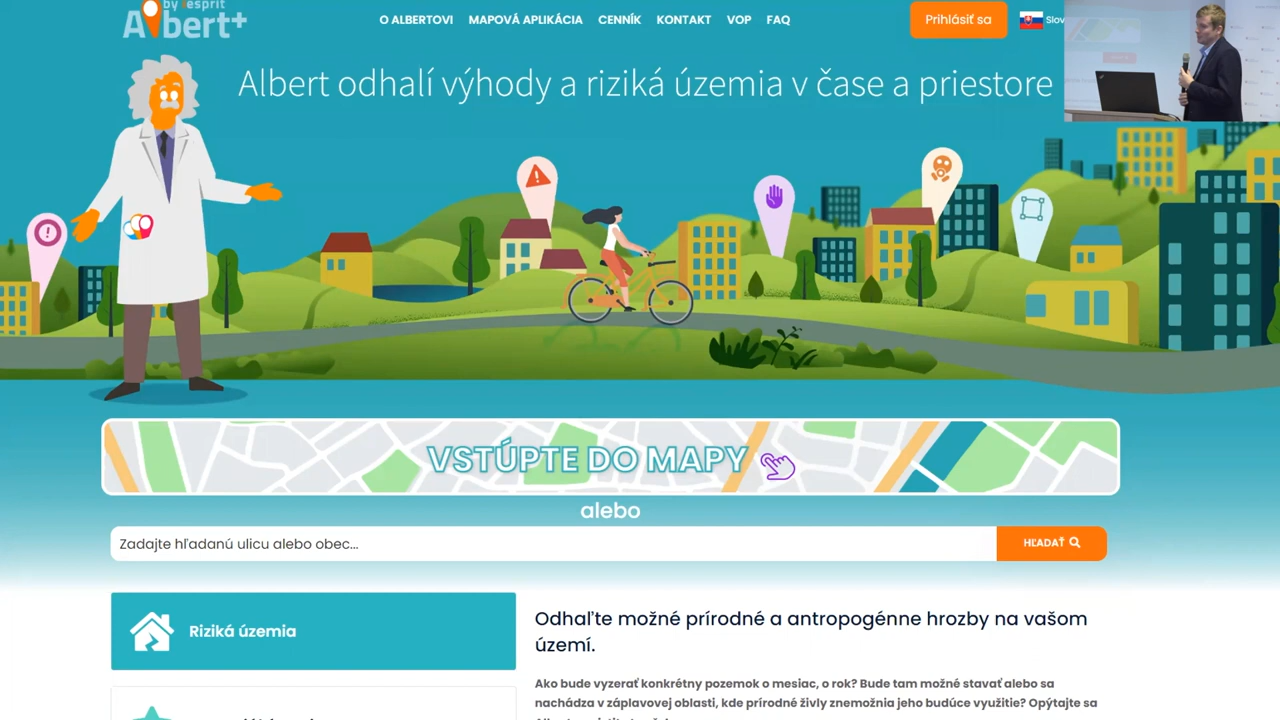 by Tesprit
Albert+
O ALBERTOVI MAPOVÁ APLIKÁCIA CENNÍK KONTAKT VOP FAQ
Prihlásiť sa
Slov
Albert odhalí výhody a riziká územia v čase a priestore
VSTÚPTE DO MAPY
alebo
Zadajte hľadanú ulicu alebo obec...
HĽADAŤ
Riziká územia
Odhaľte možné prírodné a antropogénne hrozby na vašom
území.
Ako bude vyzerať konkrétny pozemok o mesiac, o rok? Bude tam možné stavať alebo sa
nachádza v záplavovej oblasti, kde prírodné živly znemožnia jeho budúce využitie? Opýtajte sa